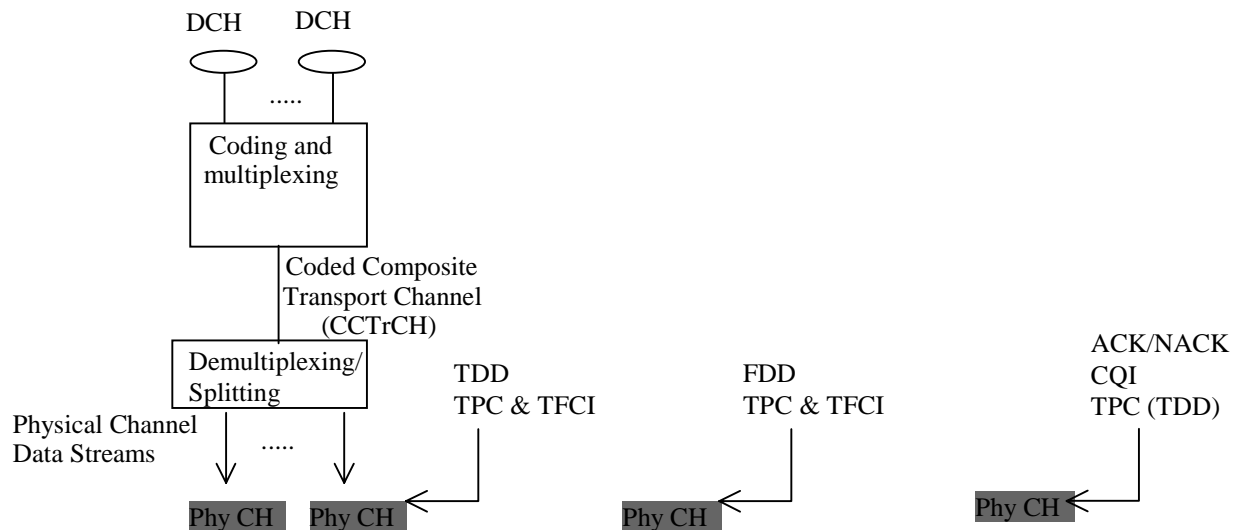 DCH DCH
.....
Coding and
multiplexing
Coded Composite
Transport Channel
(CCTrCH)
Demultiplexing/
Splitting
Physical Channel
Data Streams
.....
TDD
TPC & TFCI
FDD
TPC & TFCI
ACK/NACK
CQI
TPC (TDD)
Phy CH Phy CH Phy CH Phy CH